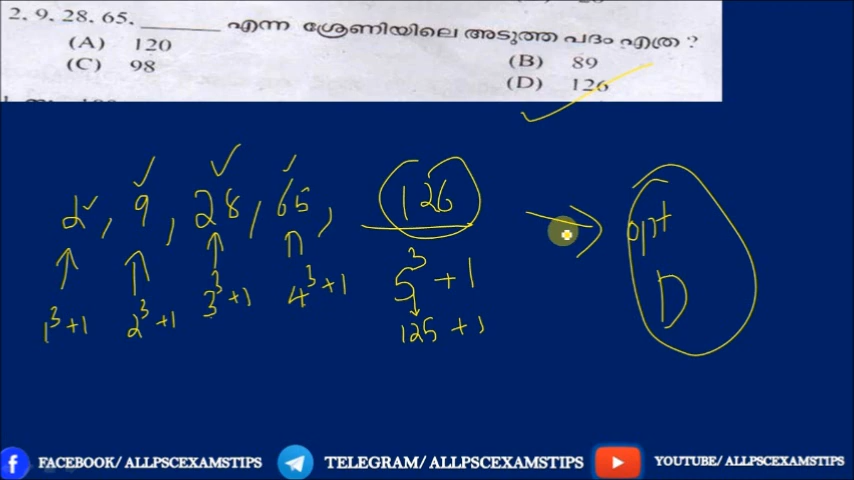 2. 9. 28. 65. ______ എന്ന ശ്രേണിയിലെ അടുത്ത പദം എത്ര ?
(A) 120
(B) 89
(C) 98
(D) 126
2, 9, 28, 65, 126
opt D
1³+1 2³+1 3³+1 4³+1 5³+1
125 + 1
FACEBOOK/ ALLPSCEXAMSTIPS TELEGRAM/ ALLPSCEXAMSTIPS YOUTUBE/ ALLPSCEXAMSTIPS